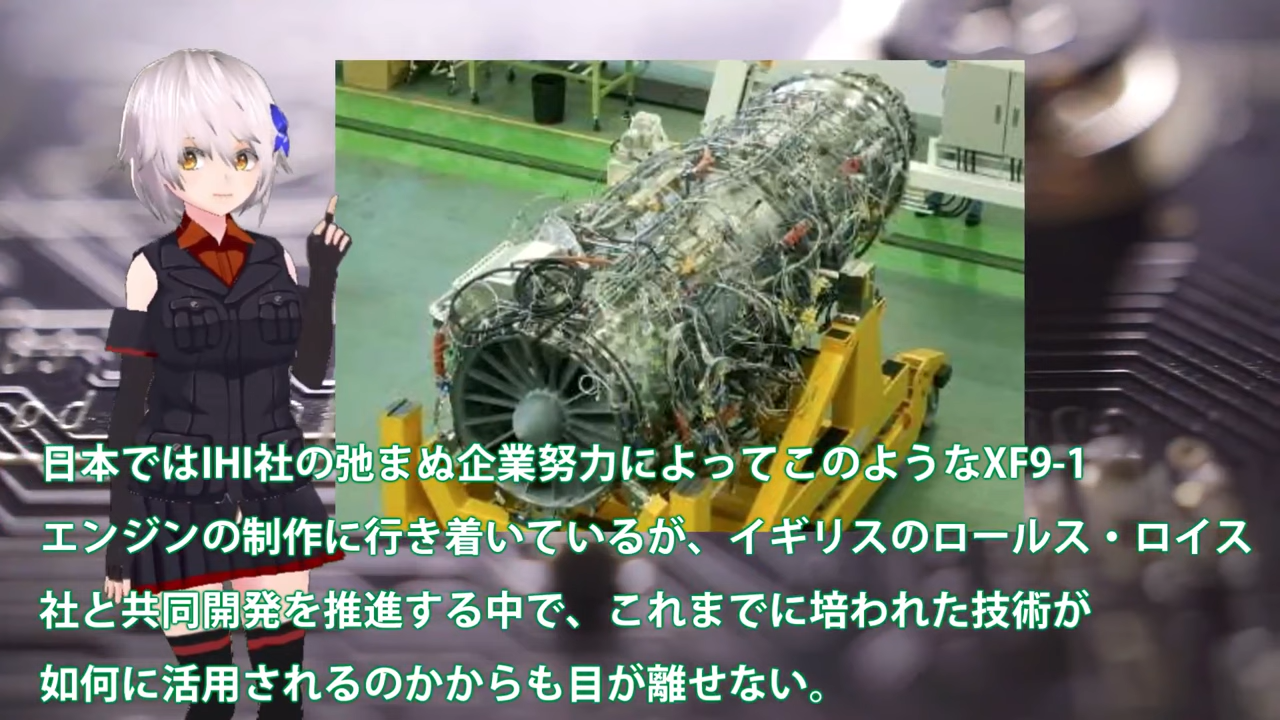 日本ではIHI社の弛まぬ企業努力によってこのようなXF9-1
エンジンの制作に行き着いているが、イギリスのロールス・ロイス
社と共同開発を推進する中で、これまでに培われた技術が
如何に活用されるのかからも目が離せない。